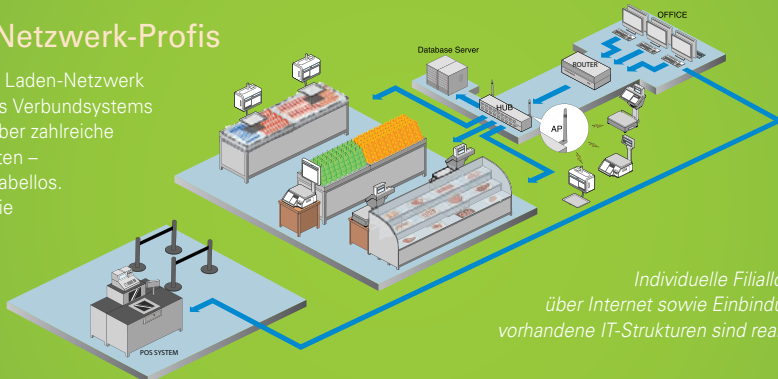 Netzwerk-Profis
Laden-Netzwerk
s Verbundsystems
ber zahlreiche
ten –
abellos.
ie
Database Server
OFFICE
ROUTER
HUB
AP
POS SYSTEM
Individuelle Filiallo
über Internet sowie Einbindu
vorhandene IT-Strukturen sind rea